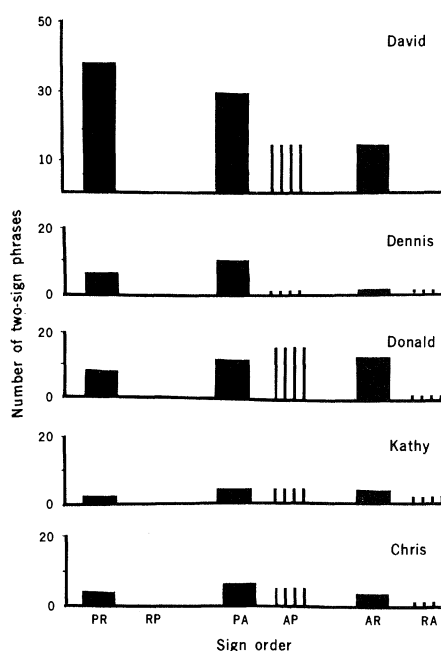 50
David
30
10
20
Dennis
0
20
Donald
0
20
Kathy
0
20
Chris
0
PR RP PA AP AR RA
Sign order
Number of two-sign phrases